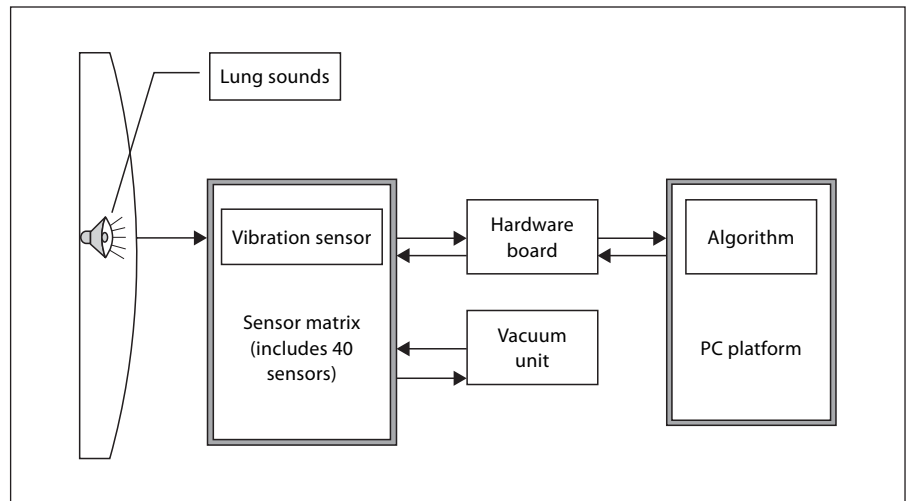 Lung sounds
Vibration sensor
Sensor matrix
(includes 40
sensors)
Hardware
board
Vacuum
unit
Algorithm
PC platform